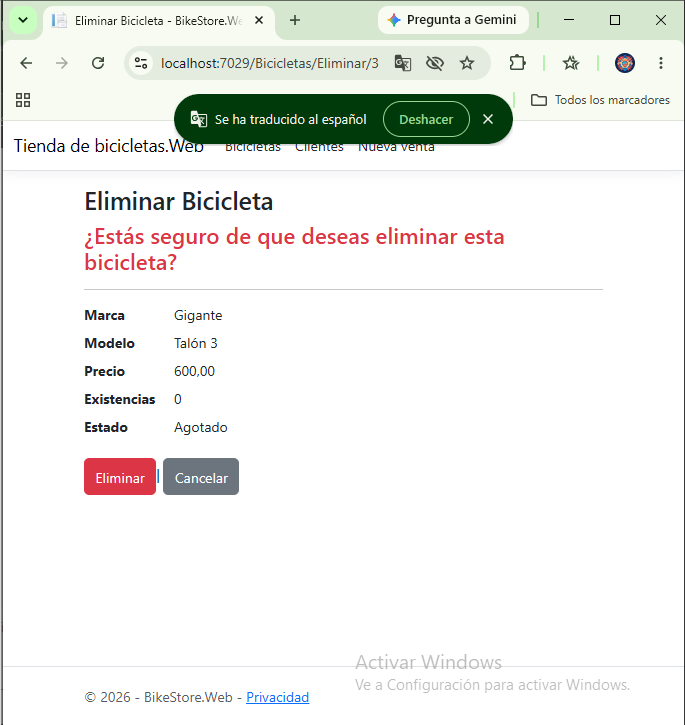 Eliminar Bicicleta - BikeStore.We
Pregunta a Gemini
localhost:7029/Bicicletas/Eliminar/3
Todos los marcadores
Se ha traducido al español
Deshacer
Tienda de bicicletas.Web
Bicicletas
Clientes
Nueva venta
Eliminar Bicicleta
¿Estás seguro de que deseas eliminar esta
bicicleta?
Marca Gigante
Modelo Talón 3
Precio 600,00
Existencias 0
Estado Agotado
Eliminar | Cancelar
Activar Windows
Ve a Configuración para activar Windows.
© 2026 - BikeStore.Web - Privacidad